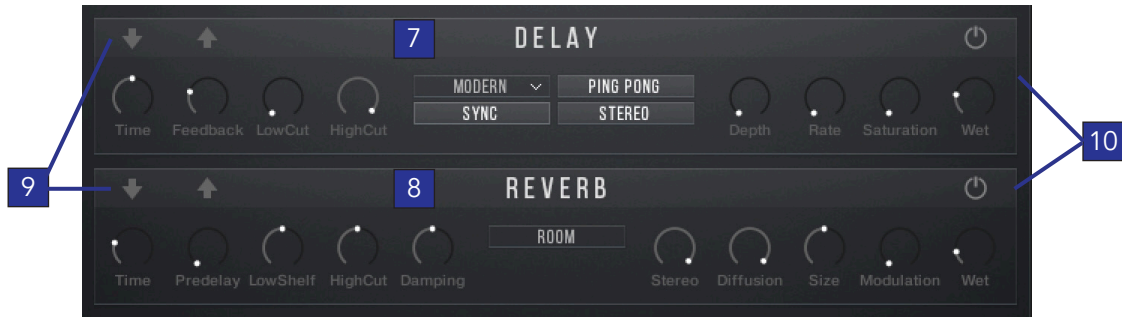 7 DELAY
MODERN PING PONG
SYNC STEREO
Time Feedback LowCut HighCut Depth Rate Saturation Wet
10
9
8 REVERB
ROOM
Time Predelay LowShelf HighCut Damping Stereo Diffusion Size Modulation Wet